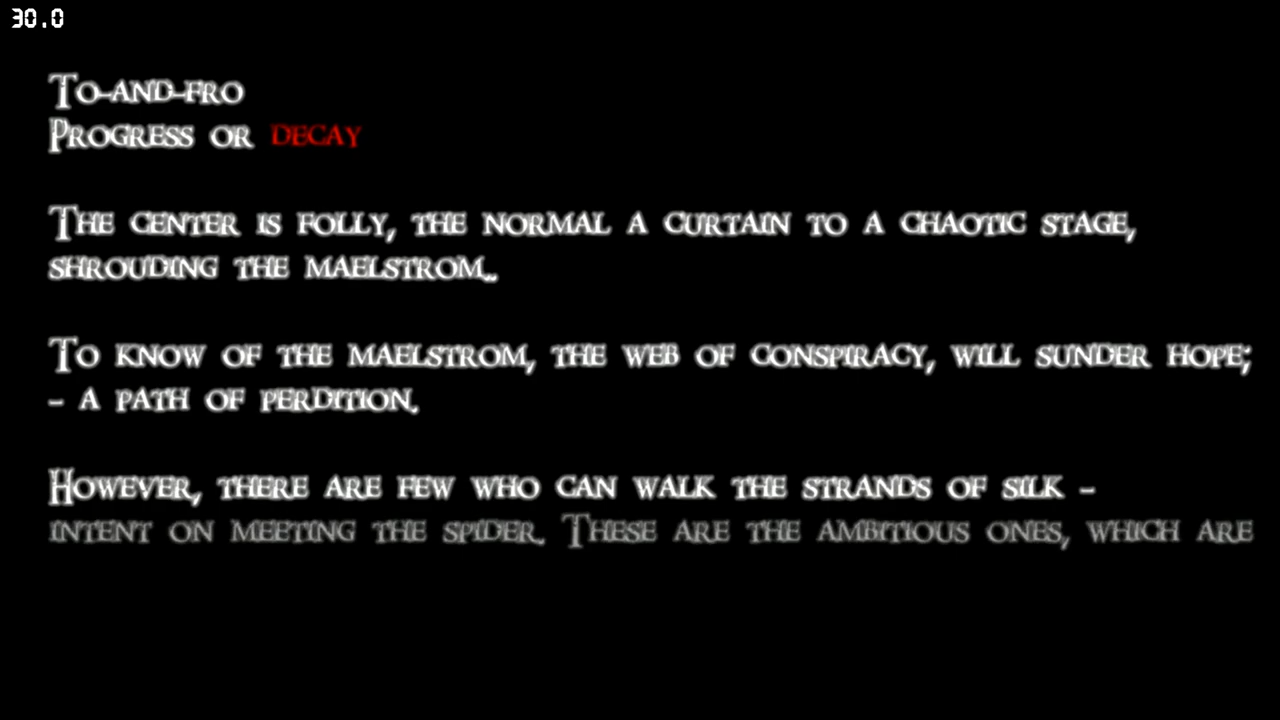 30.0
To-and-fro
Progress or decay
The center is folly, the normal a curtain to a chaotic stage,
shrouding the maelstrom..
To know of the maelstrom, the web of conspiracy, will sunder hope;
- a path of perdition.
However, there are few who can walk the strands of silk -
intent on meeting the spider. These are the ambitious ones, which are